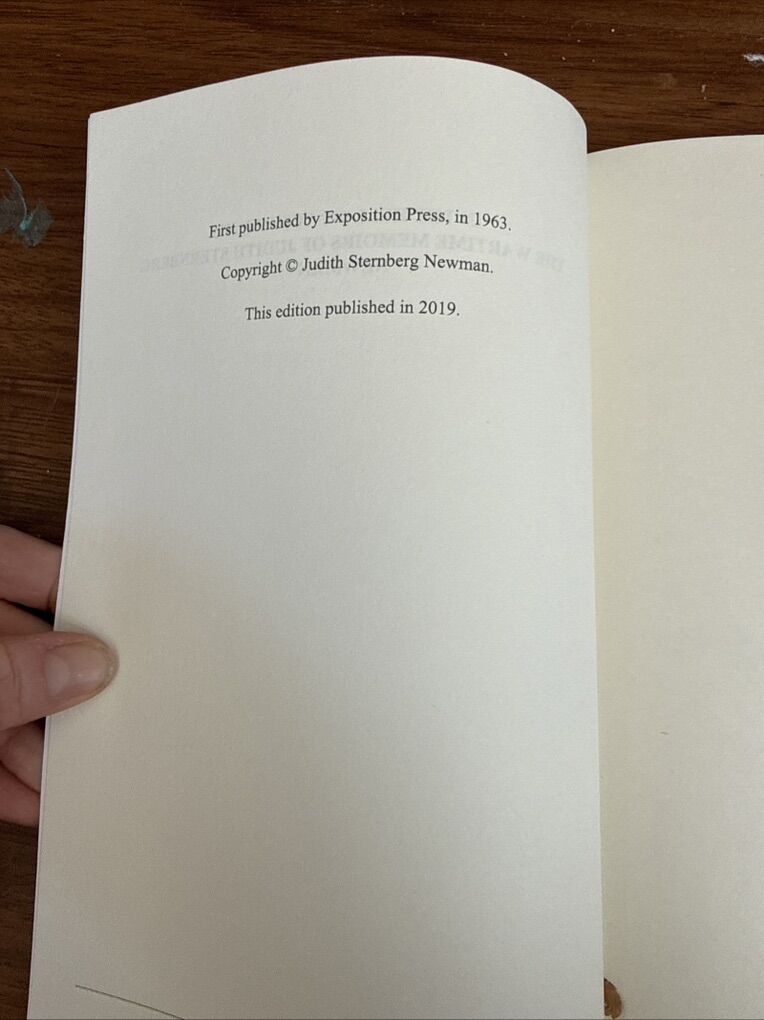 First published by Exposition Press, in 1963.
Copyright © Judith Sternberg Newman.
This edition published in 2019.